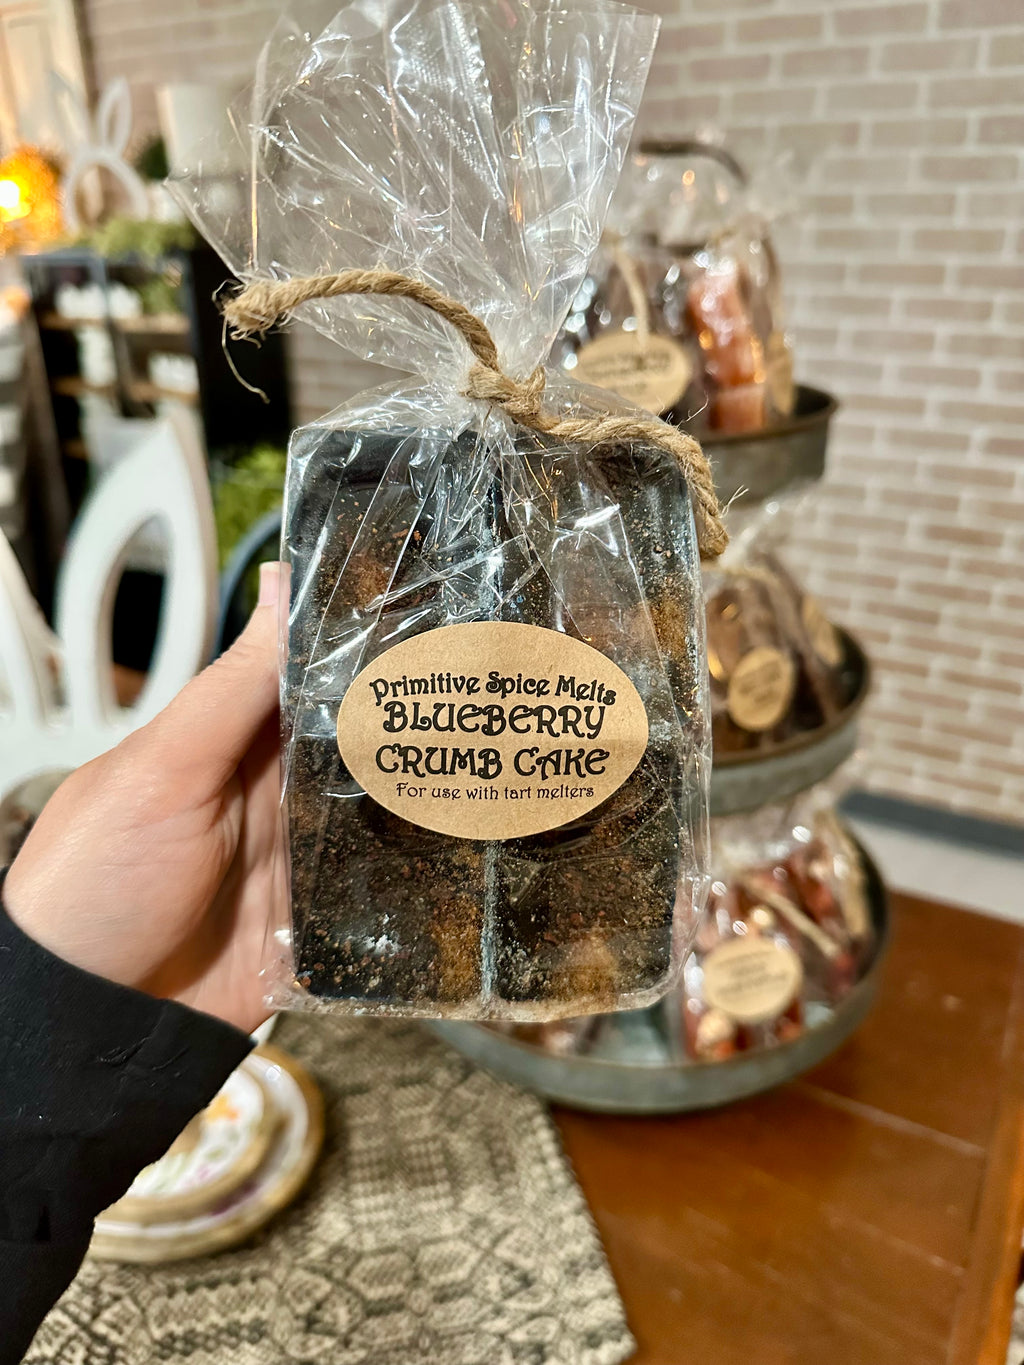 Primitive Spice Melts
BLUEBERRY
CRUMB CAKE
For use with tart melters